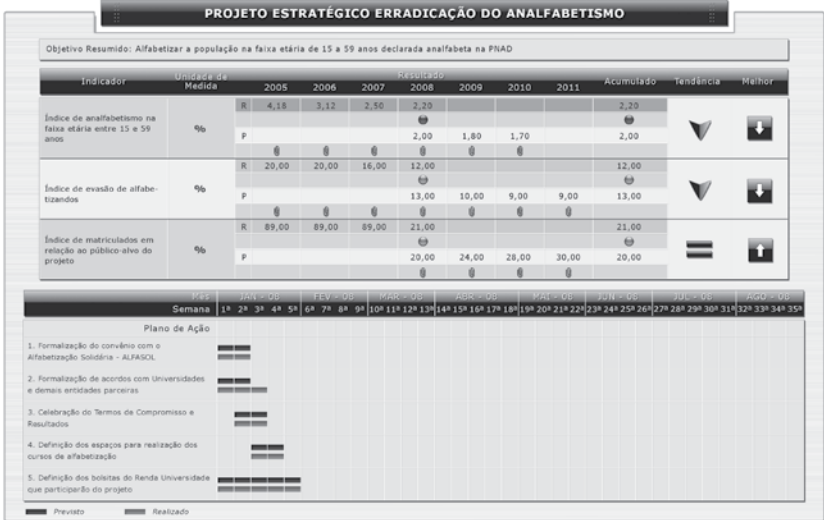 PROJETO ESTRATÉGICO ERRADICAÇÃO DO ANALFABETISMO
Objetivo Resumido: Alfabetizar a população na faixa etária de 15 a 59 anos declarada analfabeta na PNAD
Indicador Unidade de Medida Resultado Acumulado Tendência Melhor
2005 2006 2007 2008 2009 2010 2011
R 4,18 3,12 2,50 2,20 2,20
Índice de analfabetismo na
faixa etária entre 15 e 59
anos
%
P 2,00 1,80 1,70 2,00
R 20,00 20,00 16,00 12,00 12,00
Índice de evasão de alfabe-
tizandos
%
P 13,00 10,00 9,00 9,00 13,00
R 89,00 89,00 89,00 21,00 21,00
Índice de matriculados em
relação ao público-alvo do
projeto
%
P 20,00 24,00 28,00 30,00 20,00
Mês JAN - 08 FEV - 08 MAR - 08 ABR - 08 MAI - 08 JUN - 08 JUL - 08 AGO - 08
Semana 1ª 2ª 3ª 4ª 5ª 6ª 7ª 8ª 9ª 10ª 11ª 12ª 13ª 14ª 15ª 16ª 17ª 18ª 19ª 20ª 21ª 22ª 23ª 24ª 25ª 26ª 27ª 28ª 29ª 30ª 31ª 32ª 33ª 34ª 35ª
Plano de Ação
1. Formalização do convênio com o
Alfabetização Solidária - ALFASOL
2. Formalização de acordos com Universidades
e demais entidades parceiras
3. Celebração do Termos de Compromisso e
Resultados
4. Definição dos espaços para realização dos
cursos de alfabetização
5. Definição dos bolsitas do Renda Universidade
que participarão do projeto
Previsto Realizado